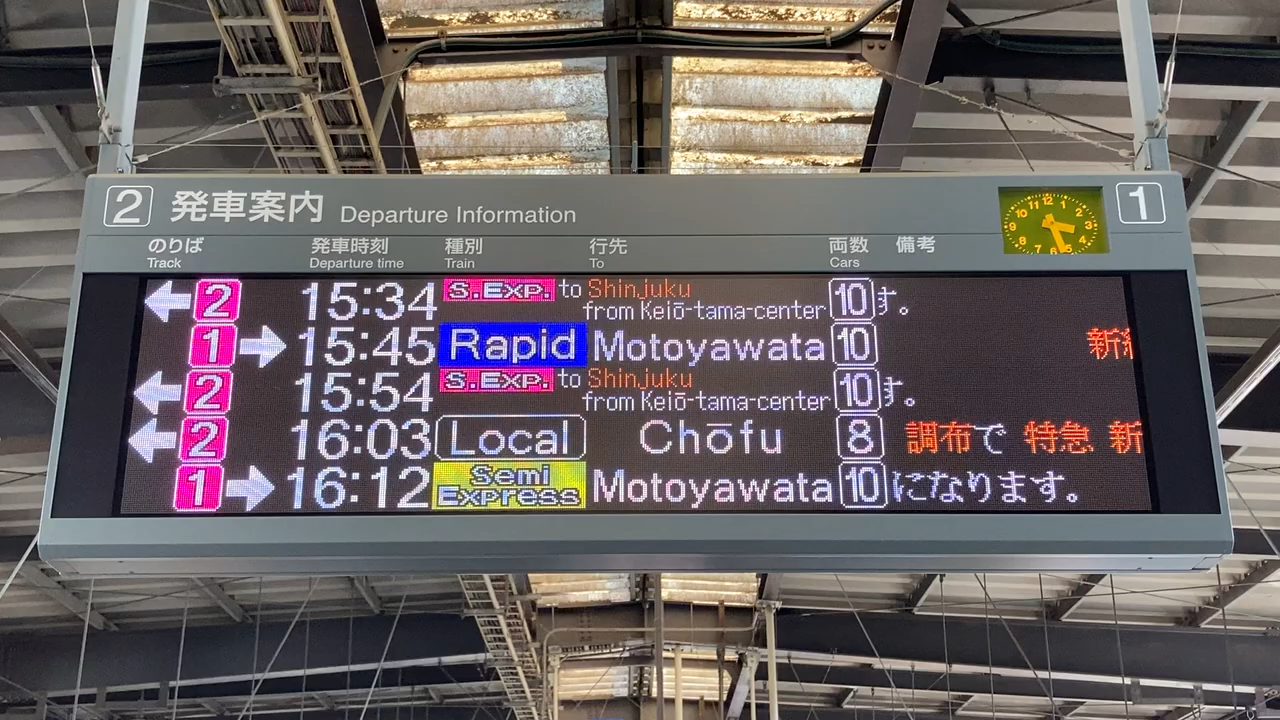 2 発車案内 Departure Information 1
のりば 発車時刻 種別 行先 両数 備考
Track Departure time Train To Cars
2 15:34 S.Exp. to Shinjuku 10 す。
from Keiō-tama-center
1 15:45 Rapid Motoyawata 10 新線
2 15:54 S.Exp. to Shinjuku 10 す。
from Keiō-tama-center
2 16:03 Local Chōfu 8 調布で 特急 新
1 16:12 Semi Express Motoyawata 10 になります。